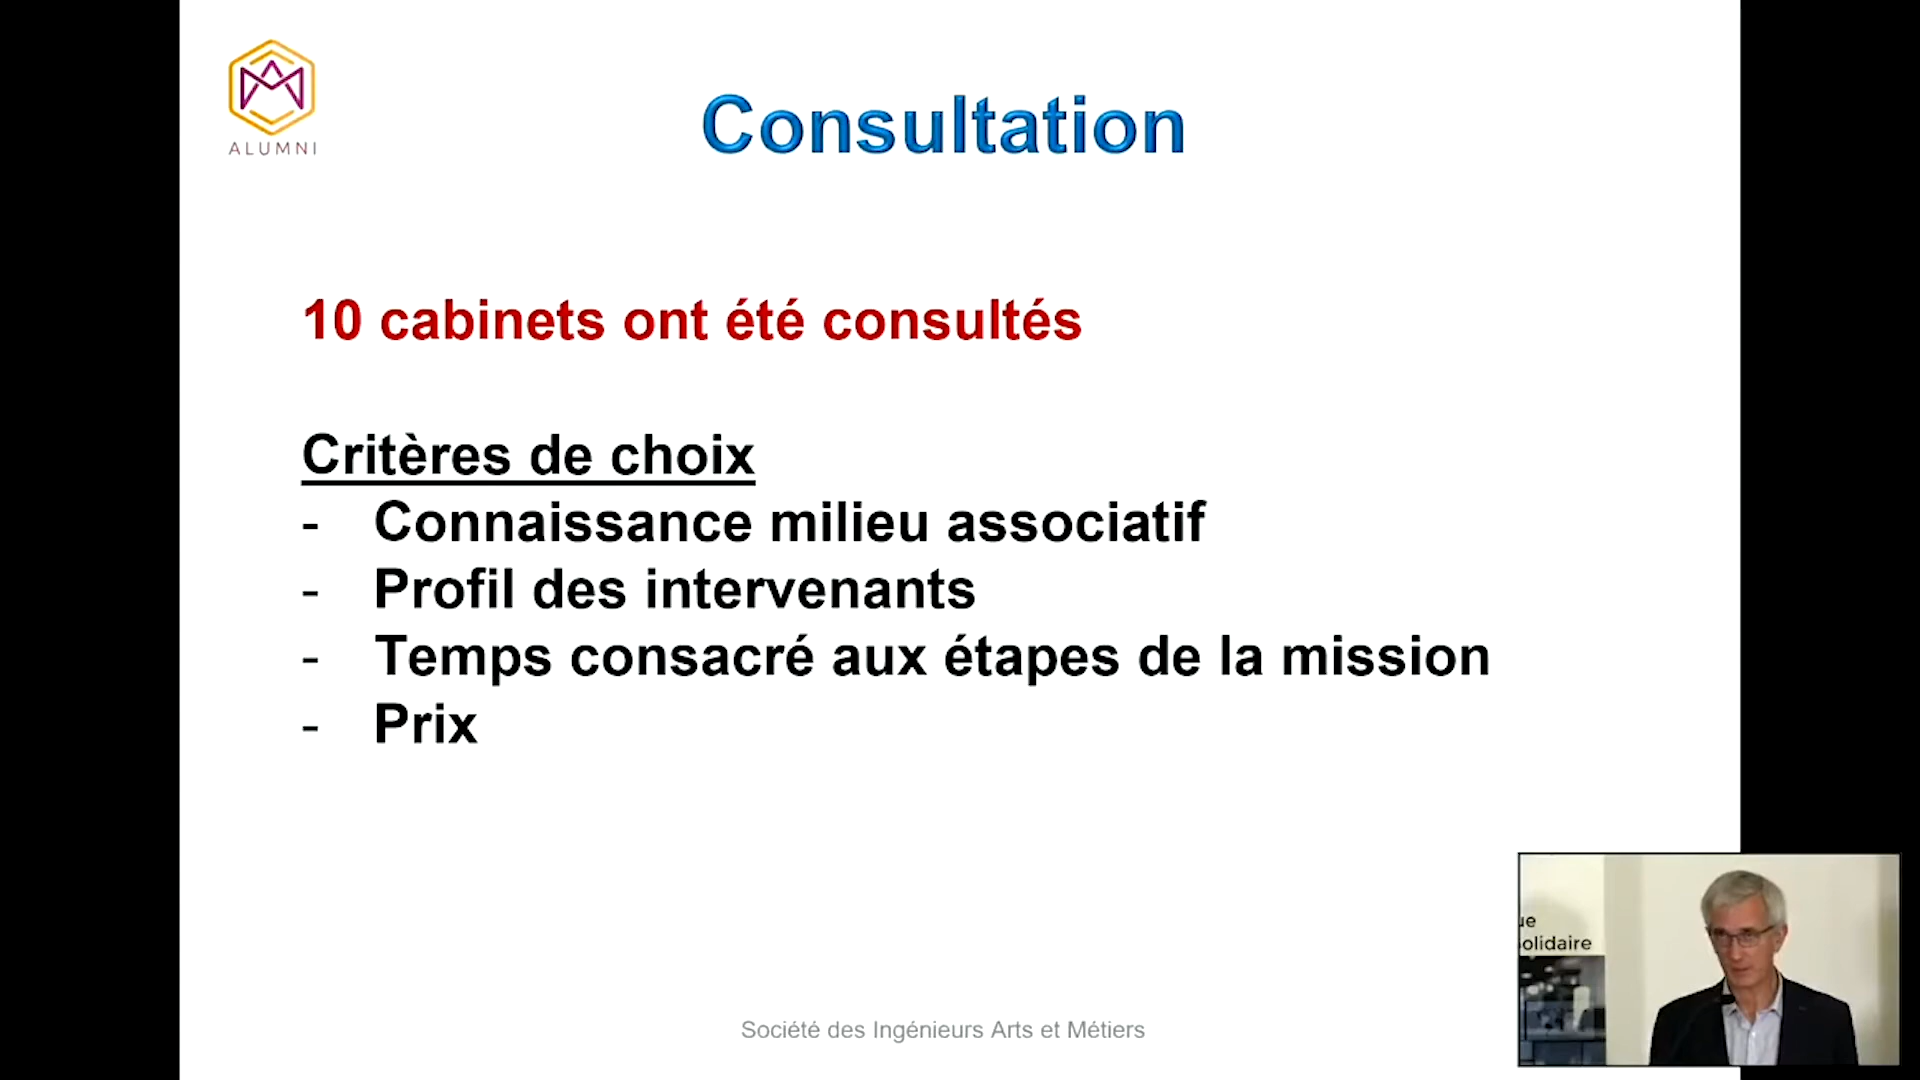 ALUMNI
Consultation
10 cabinets ont été consultés
Critères de choix
- Connaissance milieu associatif
- Profil des intervenants
- Temps consacré aux étapes de la mission
- Prix
Société des Ingénieurs Arts et Métiers